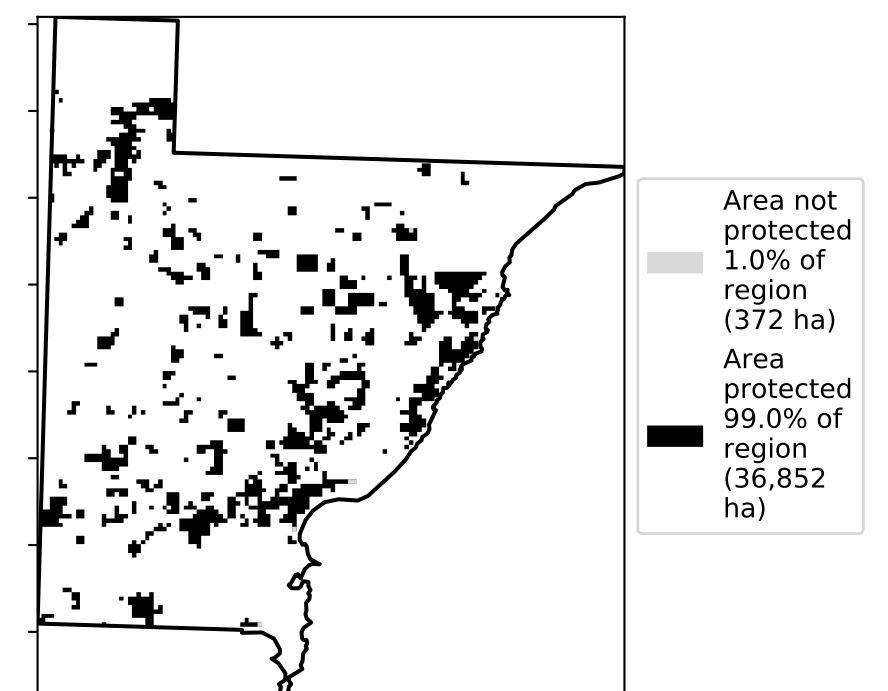 Area not
protected
1.0% of
region
(372 ha)
Area
protected
99.0% of
region
(36,852
ha)